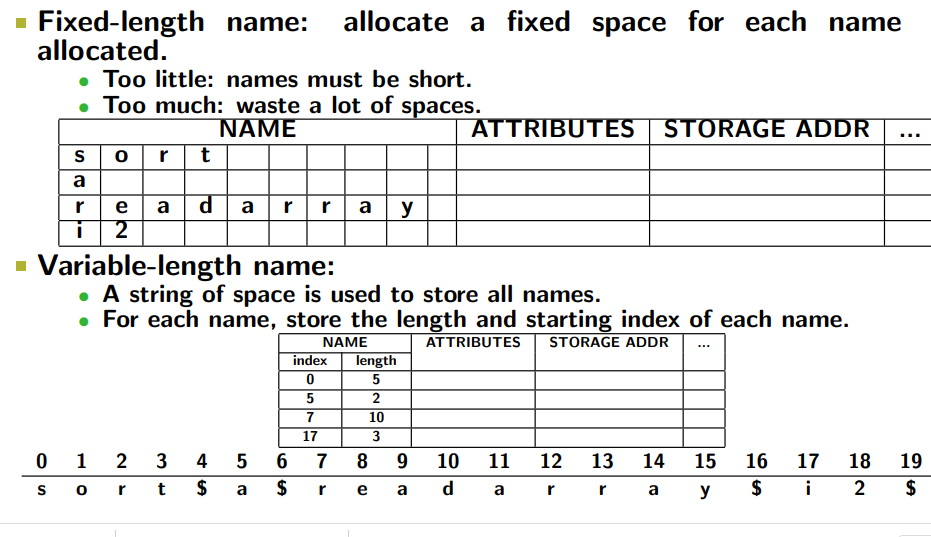 Fixed-length name: allocate a fixed space for each name
allocated.
Too little: names must be short.
Too much: waste a lot of spaces.
NAME ATTRIBUTES STORAGE ADDR ...
s o r t
a
r e a d a r r a y
i 2
Variable-length name:
A string of space is used to store all names.
For each name, store the length and starting index of each name.
NAME ATTRIBUTES STORAGE ADDR ...
index length
0 5
5 2
7 10
17 3
0 1 2 3 4 5 6 7 8 9 10 11 12 13 14 15 16 17 18 19
s o r t $ a $ r e a d a r r a y $ i 2 $